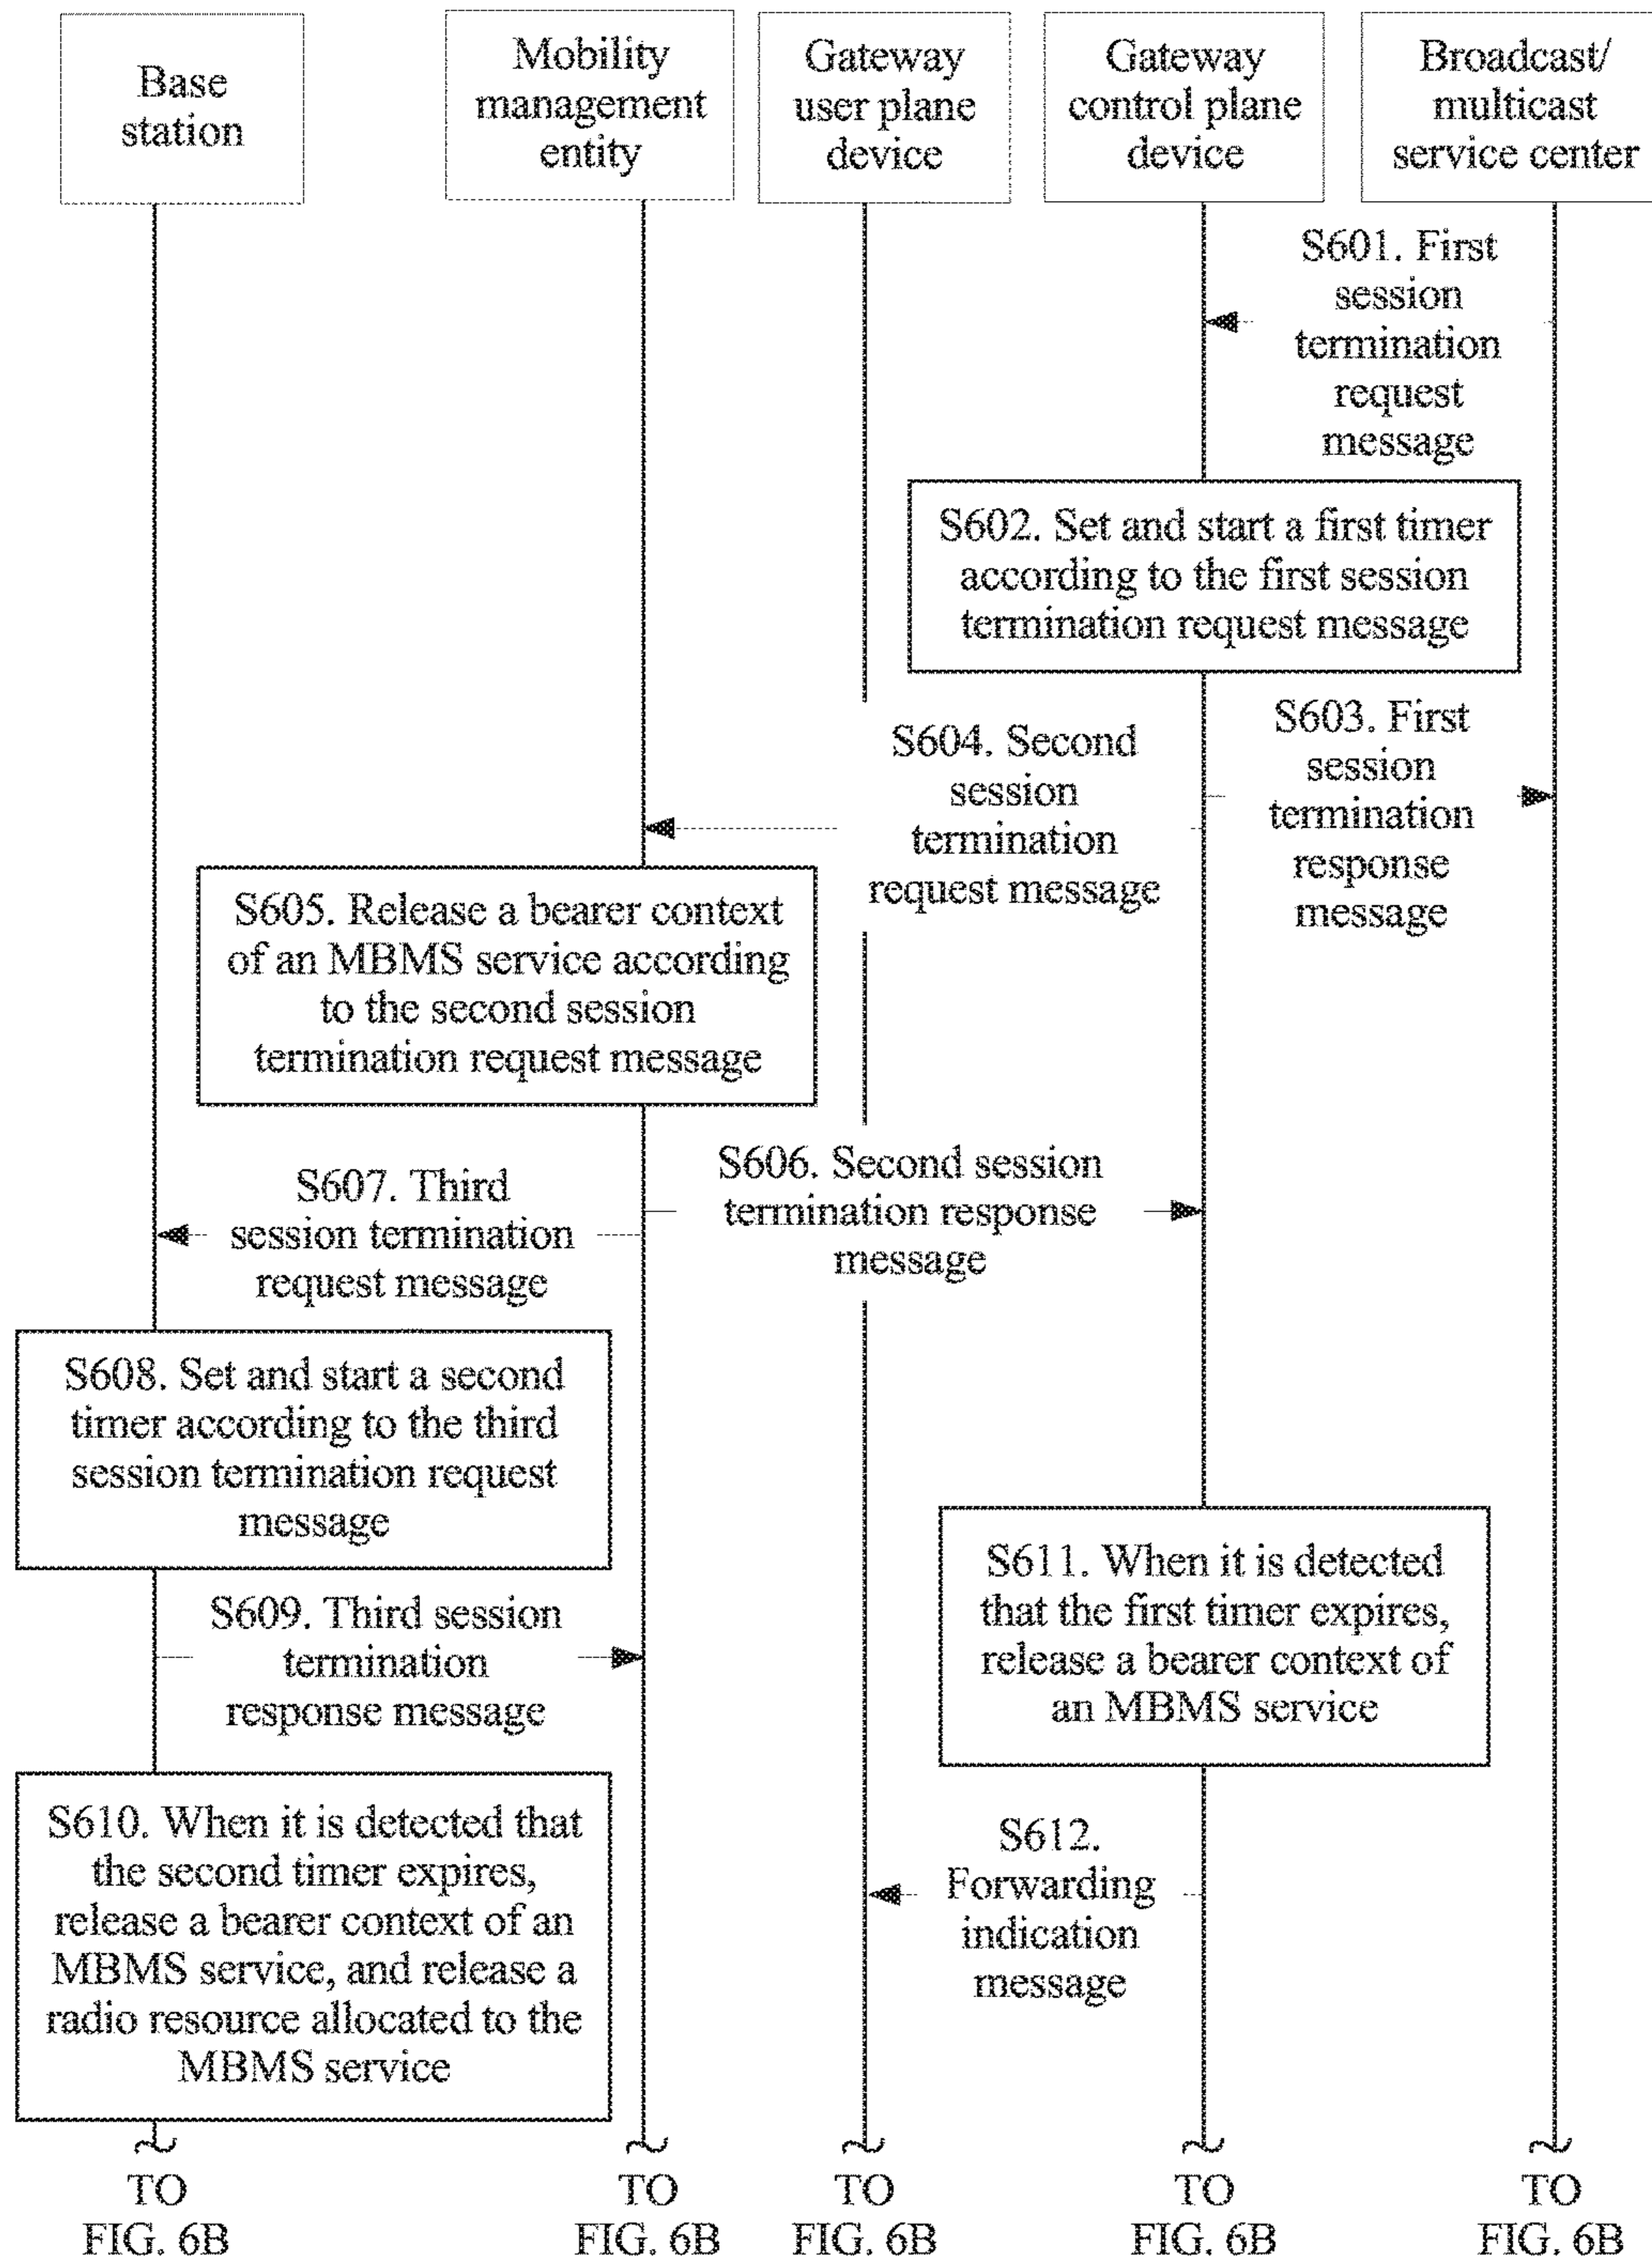 Base
station
Mobility
management
entity
Gateway
user plane
device
Gateway
control plane
device
Broadcast/
multicast
service center
S601. First
session
termination
request
message
S602. Set and start a first timer
according to the first session
termination request message
S603. First
session
termination
response
message
S604. Second
session
termination
request message
S605. Release a bearer context
of an MBMS service according
to the second session
termination request message
S606. Second session
termination response
message
S607. Third
session termination
request message
S608. Set and start a second
timer according to the third
session termination request
message
S609. Third session
termination
response message
S610. When it is detected that
the second timer expires,
release a bearer context of an
MBMS service, and release a
radio resource allocated to the
MBMS service
S611. When it is detected
that the first timer expires,
release a bearer context of
an MBMS service
S612.
Forwarding
indication
message
TO
FIG. 6B
TO
FIG. 6B
TO
FIG. 6B
TO
FIG. 6B
TO
FIG. 6B